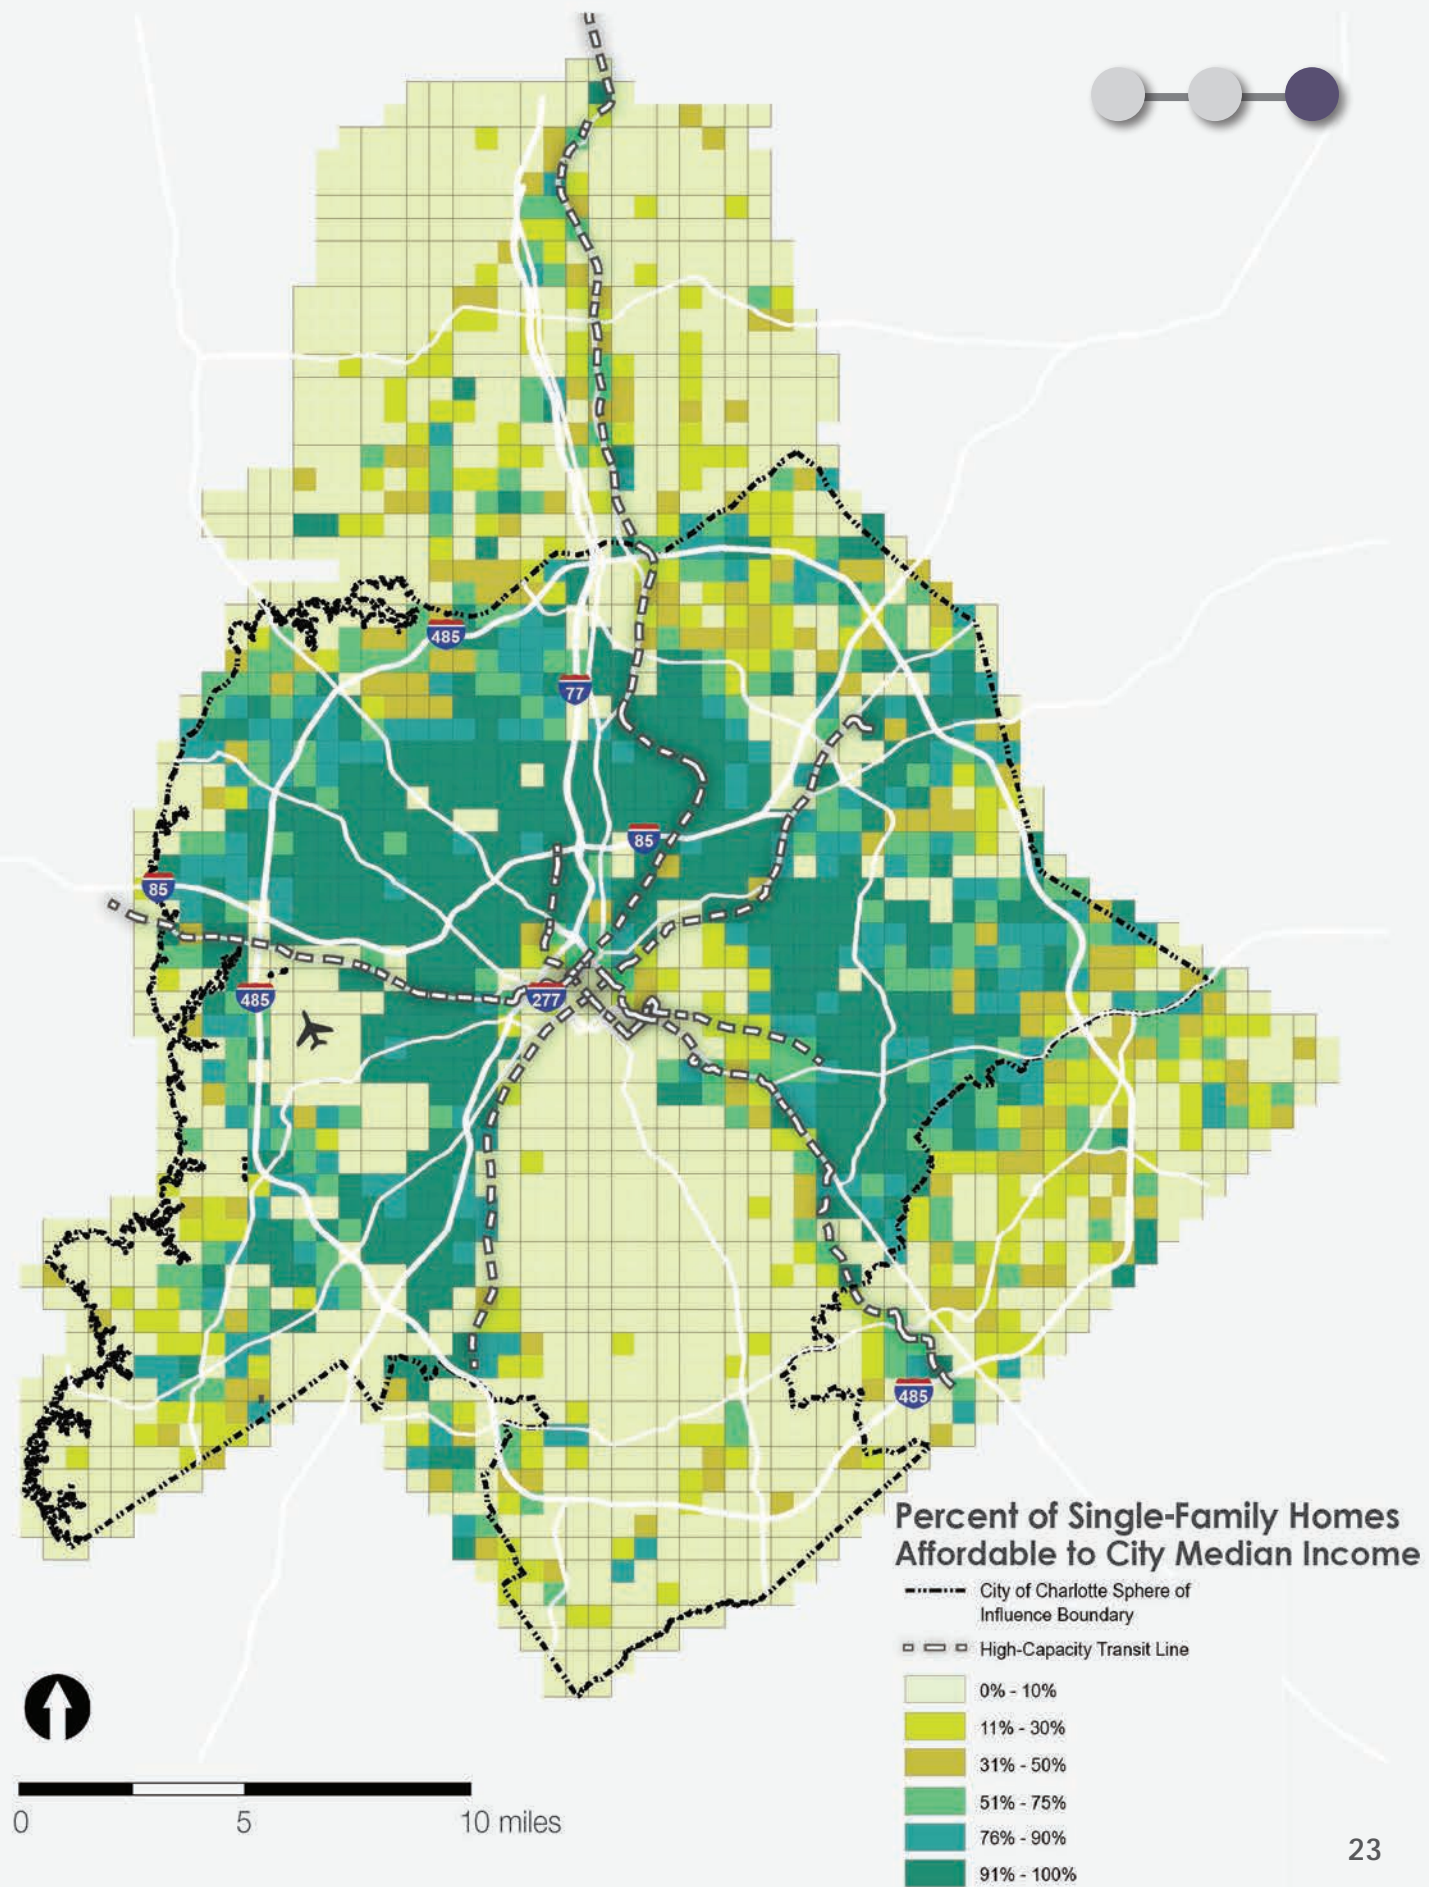 485
77
85
85
485
277
485
Percent of Single-Family Homes
Affordable to City Median Income
City of Charlotte Sphere of
Influence Boundary
High-Capacity Transit Line
0% - 10%
11% - 30%
31% - 50%
51% - 75%
76% - 90%
91% - 100%
0 5 10 miles
23